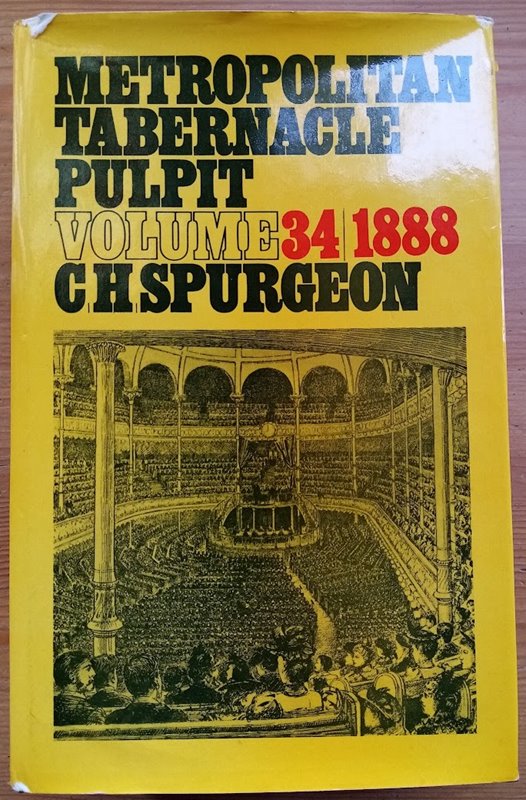 METROPOLITAN
TABERNACLE
PULPIT
VOLUME 34|1888
C|H|SPURGEON